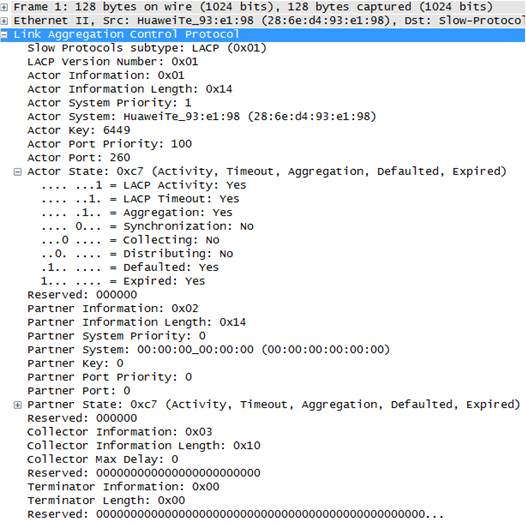 Frame 1: 128 bytes on wire (1024 bits), 128 bytes captured (1024 bits)
Ethernet II, Src: HuaweiTe_93:e1:98 (28:6e:d4:93:e1:98), Dst: Slow-Protocol
Link Aggregation Control Protocol
Slow Protocols subtype: LACP (0x01)
LACP Version Number: 0x01
Actor Information: 0x01
Actor Information Length: 0x14
Actor System Priority: 1
Actor System: HuaweiTe_93:e1:98 (28:6e:d4:93:e1:98)
Actor Key: 6449
Actor Port Priority: 100
Actor Port: 260
Actor State: 0xc7 (Activity, Timeout, Aggregation, Defaulted, Expired)
.... ...1 = LACP Activity: Yes
.... ..1. = LACP Timeout: Yes
.... .1.. = Aggregation: Yes
.... 0... = Synchronization: No
...0 .... = Collecting: No
..0. .... = Distributing: No
.1.. .... = Defaulted: Yes
1... .... = Expired: Yes
Reserved: 000000
Partner Information: 0x02
Partner Information Length: 0x14
Partner System Priority: 0
Partner System: 00:00:00_00:00:00 (00:00:00:00:00:00)
Partner Key: 0
Partner Port Priority: 0
Partner Port: 0
Partner State: 0xc7 (Activity, Timeout, Aggregation, Defaulted, Expired)
Reserved: 000000
Collector Information: 0x03
Collector Information Length: 0x10
Collector Max Delay: 0
Reserved: 000000000000000000000000
Terminator Information: 0x00
Terminator Length: 0x00
Reserved: 000000000000000000000000000000000000000000000000...